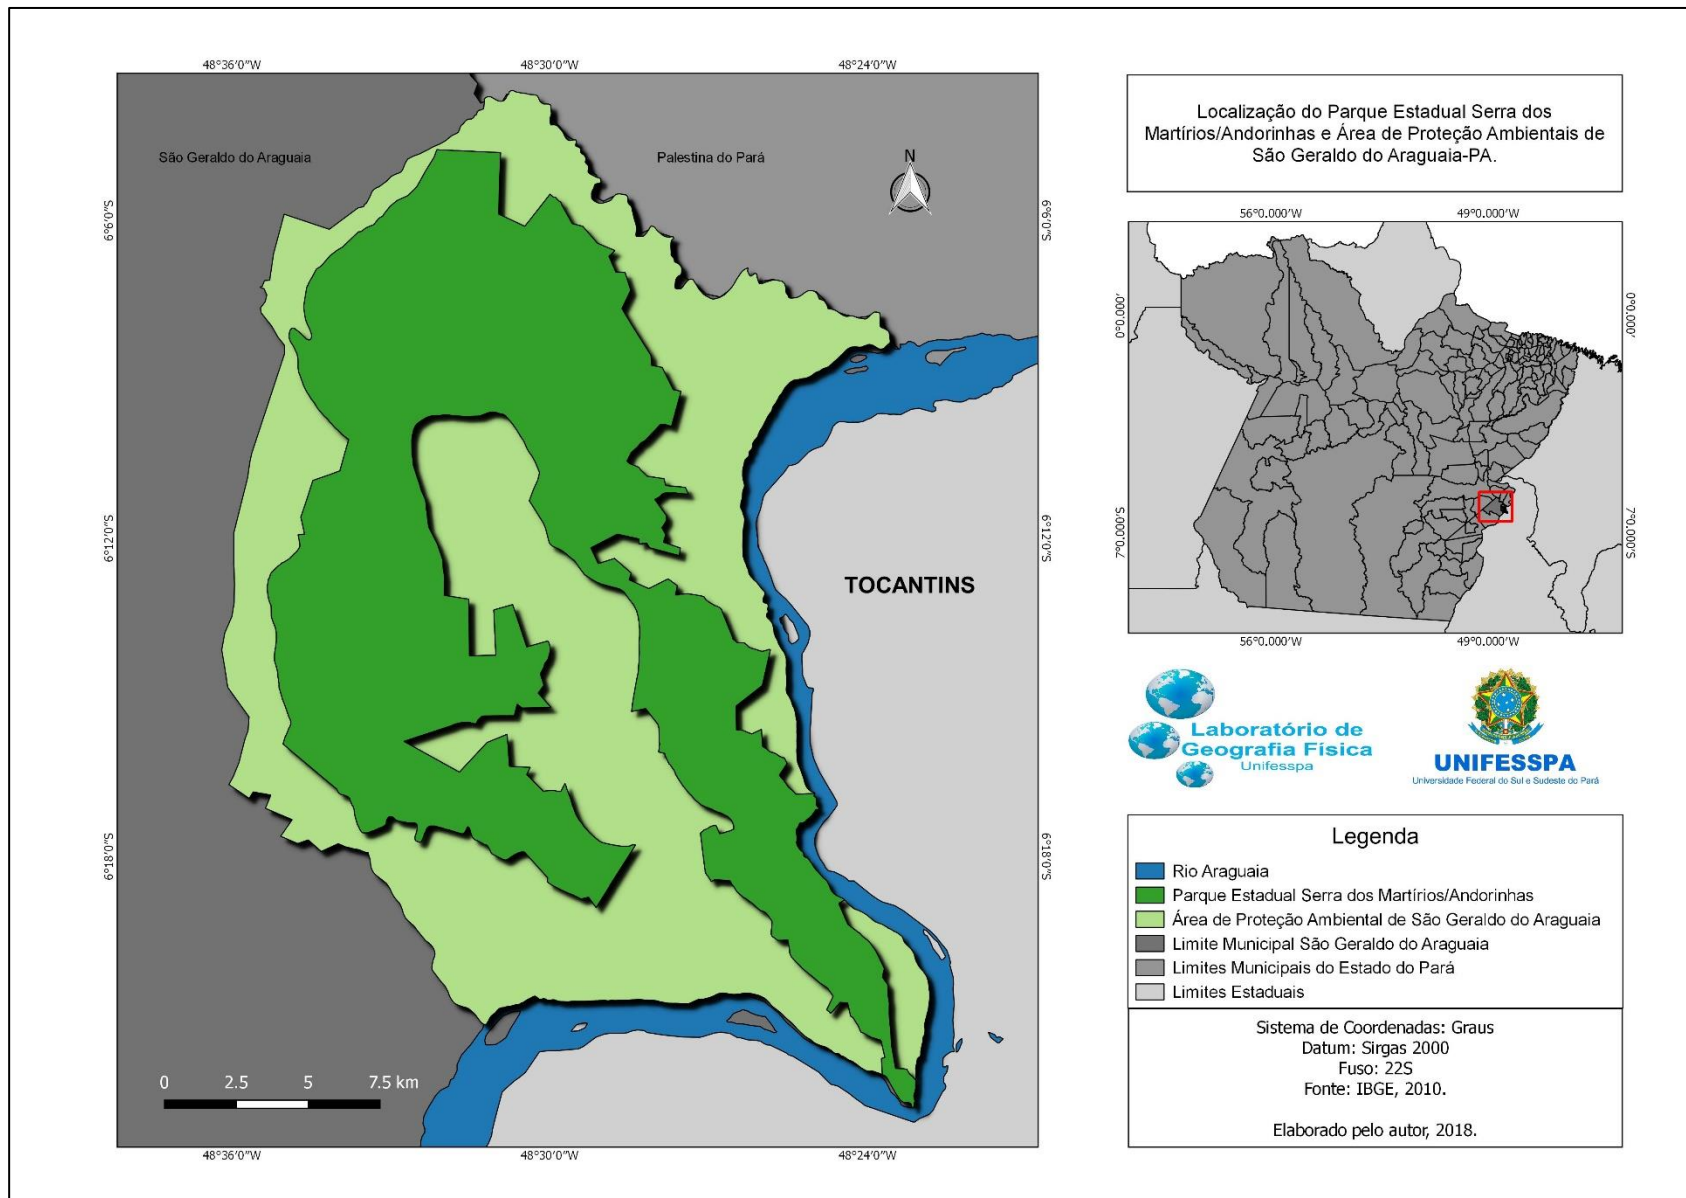 48°36'0"W
48°30'0"W
48°24'0"W
São Geraldo do Araguaia
Palestina do Pará
N
6°6'0"S
6°6'0"S
6°12'0"S
6°12'0"S
TOCANTINS
6°18'0"S
6°18'0"S
0 2.5 5 7.5 km
48°36'0"W
48°30'0"W
48°24'0"W
Localização do Parque Estadual Serra dos
Martírios/Andorinhas e Área de Proteção Ambientais de
São Geraldo do Araguaia-PA.
56°0.000'W
49°0.000'W
0°0.000'
0°0.000'
7°0.000'S
7°0.000'S
56°0.000'W
49°0.000'W
Laboratório de
Geografia Física
Unifesspa
UNIFESSPA
Universidade Federal do Sul e Sudeste do Pará
Legenda
Rio Araguaia
Parque Estadual Serra dos Martírios/Andorinhas
Área de Proteção Ambiental de São Geraldo do Araguaia
Limite Municipal São Geraldo do Araguaia
Limites Municipais do Estado do Pará
Limites Estaduais
Sistema de Coordenadas: Graus
Datum: Sirgas 2000
Fuso: 22S
Fonte: IBGE, 2010.
Elaborado pelo autor, 2018.